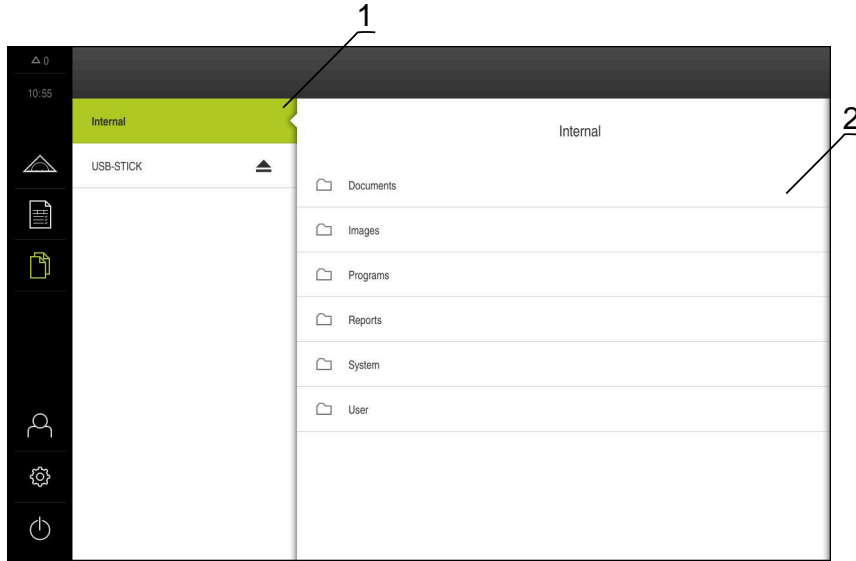 1
0
10:55
Internal
USB-STICK
Internal
2
Documents
Images
Programs
Reports
System
User